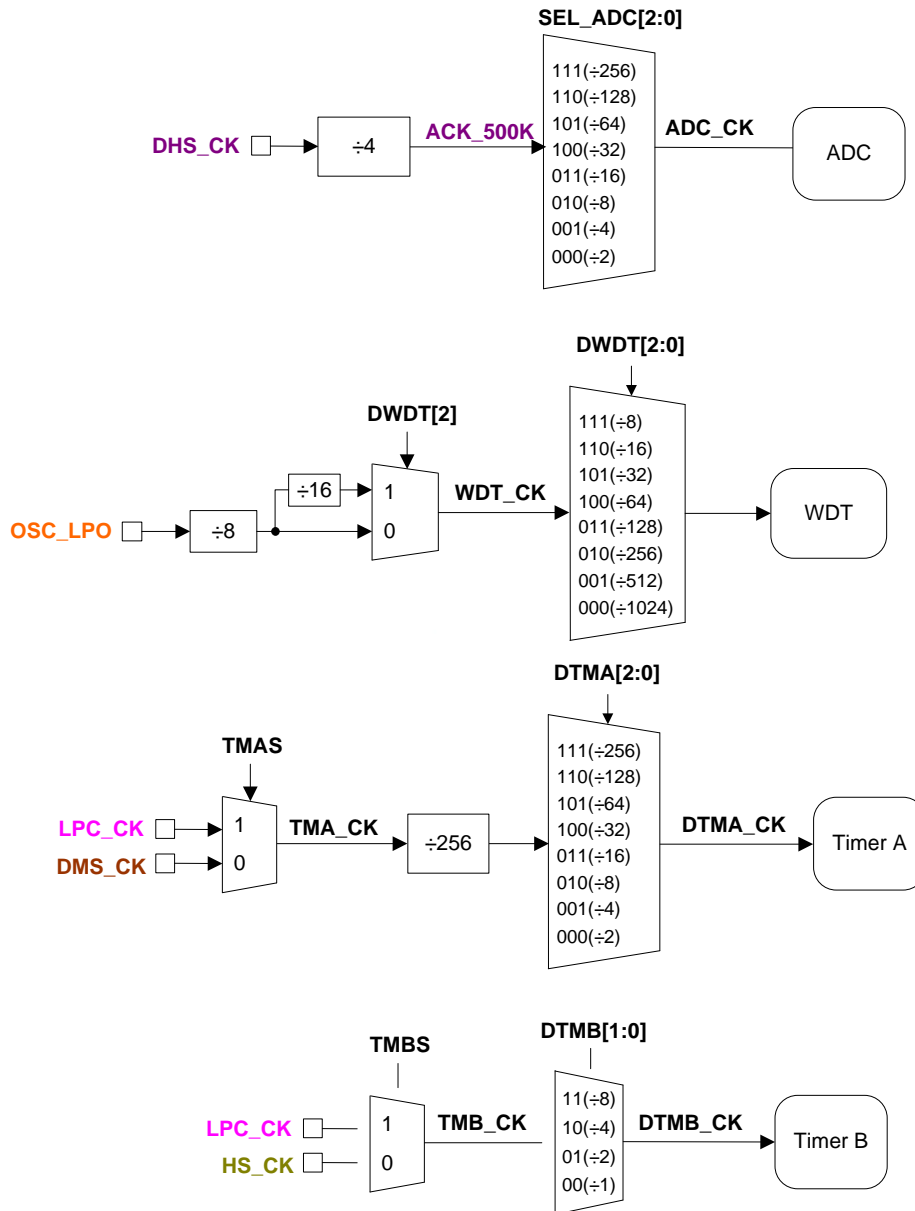 SEL_ADC[2:0]
111(÷256)
110(÷128)
101(÷64)
100(÷32)
011(÷16)
010(÷8)
001(÷4)
000(÷2)
DHS_CK
÷4
ACK_500K
ADC_CK
ADC
DWDT[2:0]
DWDT[2]
111(÷8)
110(÷16)
101(÷32)
100(÷64)
011(÷128)
010(÷256)
001(÷512)
000(÷1024)
OSC_LPO
÷8
÷16
1
0
WDT_CK
WDT
DTMA[2:0]
TMAS
111(÷256)
110(÷128)
101(÷64)
100(÷32)
011(÷16)
010(÷8)
001(÷4)
000(÷2)
LPC_CK
DMS_CK
1
0
TMA_CK
÷256
DTMA_CK
Timer A
DTMB[1:0]
TMBS
11(÷8)
10(÷4)
01(÷2)
00(÷1)
LPC_CK
HS_CK
1
0
TMB_CK
DTMB_CK
Timer B